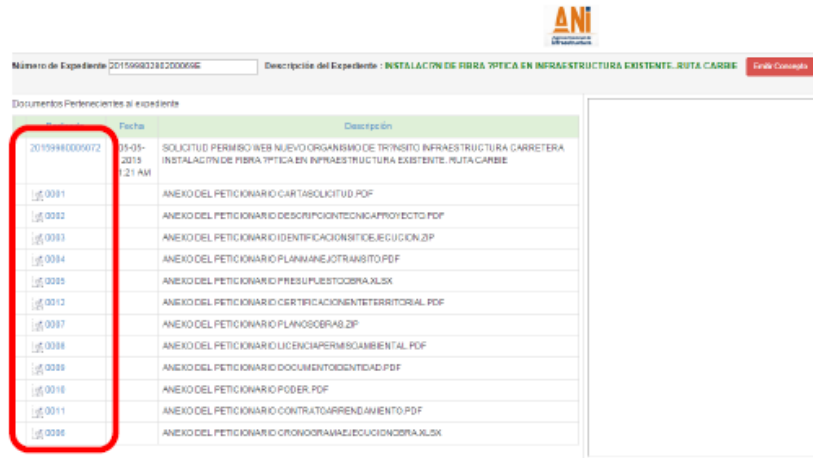 ANi
Número de Expediente 20159980280200069E Descripción del Expediente : INSTALACI?N DE FIBRA ?PTICA EN INFRAESTRUCTURA EXISTENTE. RUTA CARIBE Emitir Concepto
Documentos Pertenecientes al expediente
Fecha Descripción
20159980006072 05-05-2015 1:21 AM SOLICITUD PERMISO WEB NUEVO ORGANISMO DE TR?NSITO INFRAESTRUCTURA CARRETERA
INSTALACI?N DE FIBRA ?PTICA EN INFRAESTRUCTURA EXISTENTE. RUTA CARIBE
0001 ANEXO DEL PETICIONARIO CARTASOLICITUD.PDF
0002 ANEXO DEL PETICIONARIO DESCRIPCIONTECNICAPROYECTO.PDF
0003 ANEXO DEL PETICIONARIO IDENTIFICACIONSITIOEJECUCION.ZIP
0004 ANEXO DEL PETICIONARIO PLANMANEJOTRANSITO.PDF
0005 ANEXO DEL PETICIONARIO PRESUPUESTOOBRA.XLSX
0012 ANEXO DEL PETICIONARIO CERTIFICACIONENTETERRITORIAL.PDF
0007 ANEXO DEL PETICIONARIO PLANOSOBRAS.ZIP
0008 ANEXO DEL PETICIONARIO LICENCIAPERMISOAMBIENTAL.PDF
0009 ANEXO DEL PETICIONARIO DOCUMENTOIDENTIDAD.PDF
0010 ANEXO DEL PETICIONARIO PODER.PDF
0011 ANEXO DEL PETICIONARIO CONTRATOARRENDAMIENTO.PDF
0006 ANEXO DEL PETICIONARIO CRONOGRAMAEJECUCIONOBRA.XLSX